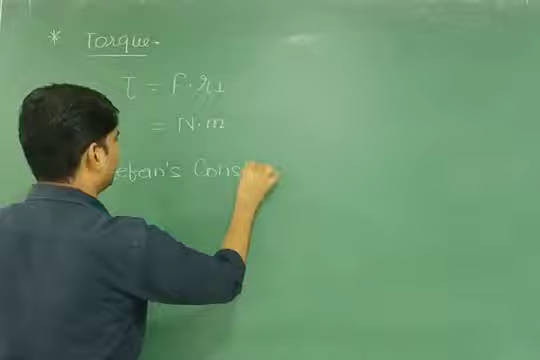 * Torque-
τ = F·r⊥
= N·m
efan's Cons